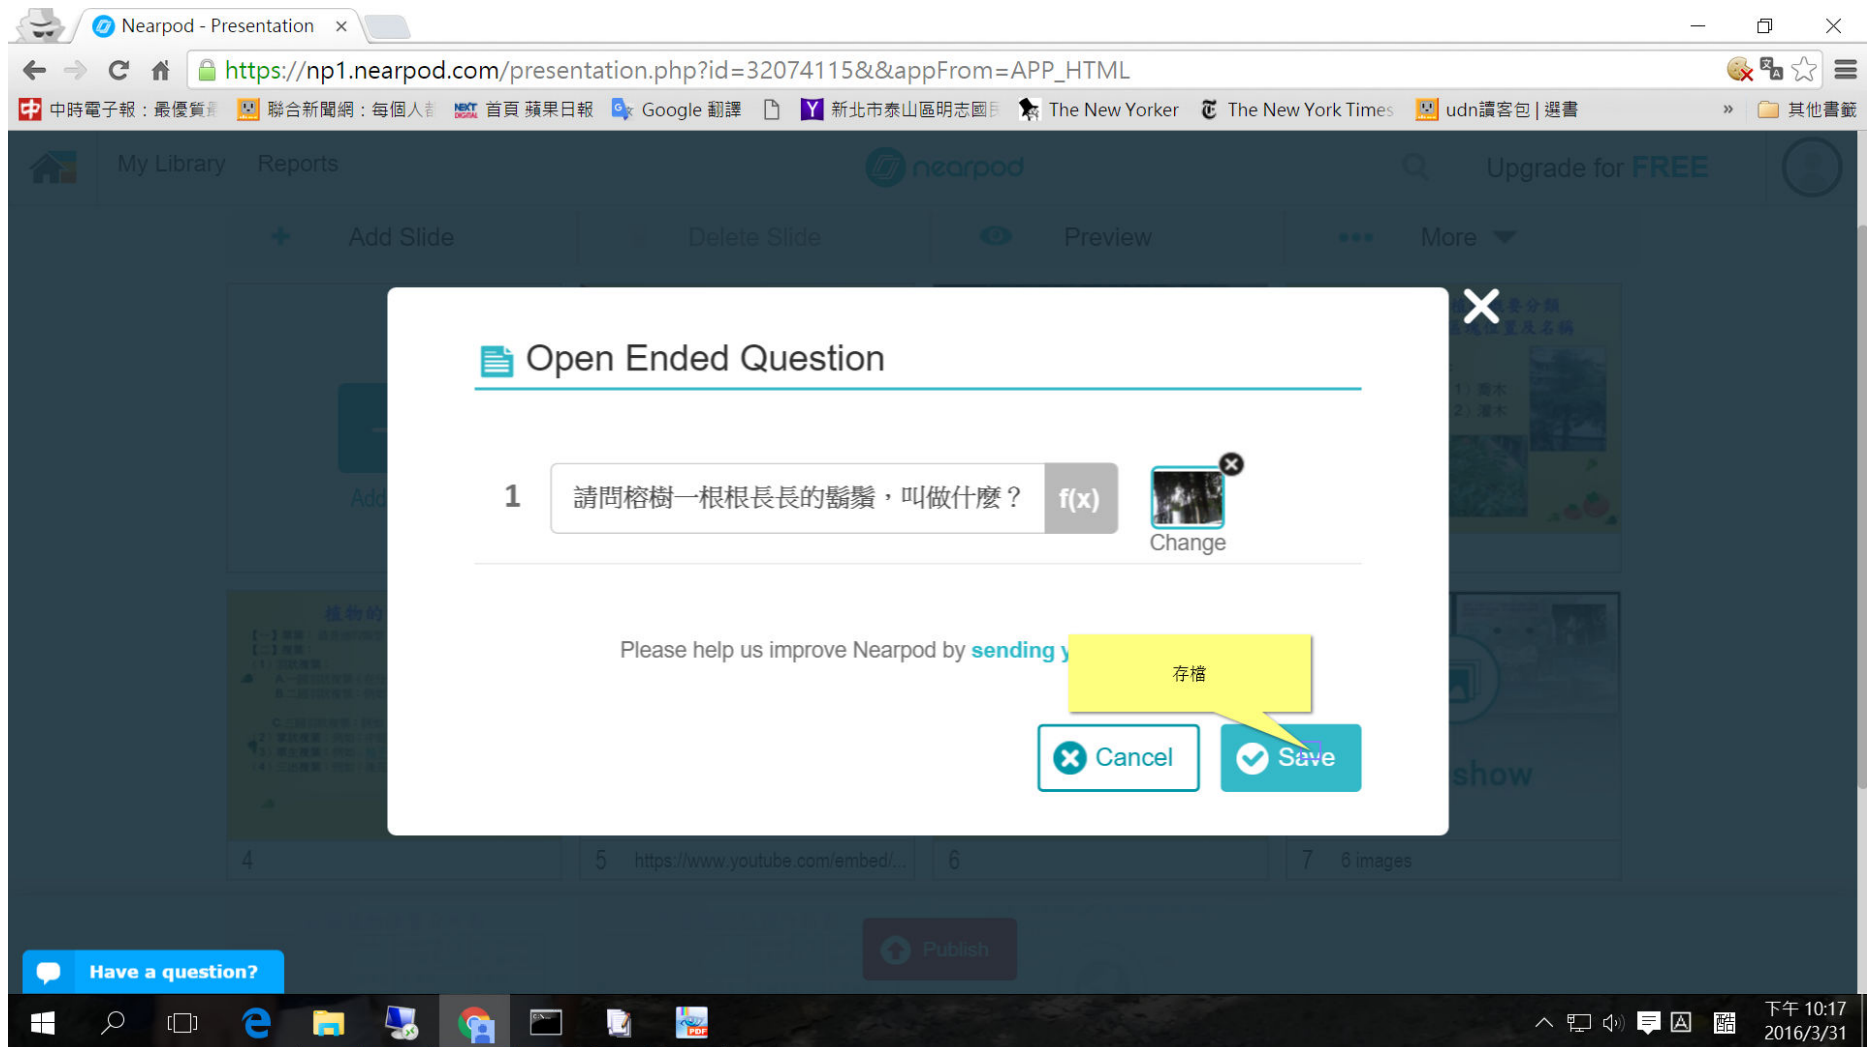 Nearpod - Presentation
https://np1.nearpod.com/presentation.php?id=32074115&&appFrom=APP_HTML
中時電子報：最優質 聯合新聞網：每個人 首頁 蘋果日報 Google 翻譯 新北市泰山區明志國 The New Yorker The New York Times udn讀客包 | 選書 » 其他書籤
My Library Reports nearpod Upgrade for FREE
Add Slide Delete Slide Preview More
Open Ended Question
1 請問榕樹一根根長長的鬍鬚，叫做什麼？ f(x)
Change
Please help us improve Nearpod by sending y
存檔
Cancel Save
show
4 5 https://www.youtube.com/embed/... 6 7 6 images
Publish
Have a question?
下午 10:17
2016/3/31